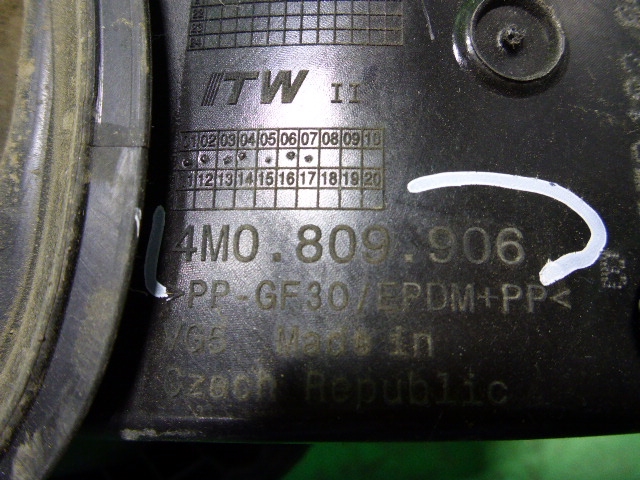 ITW II
01 02 03 04 05 06 07 08 09 10
11 12 13 14 15 16 17 18 19 20
4M0.809.906
>PP-GF30/EPDM+PP<
VG5 Made in
Czech Republic